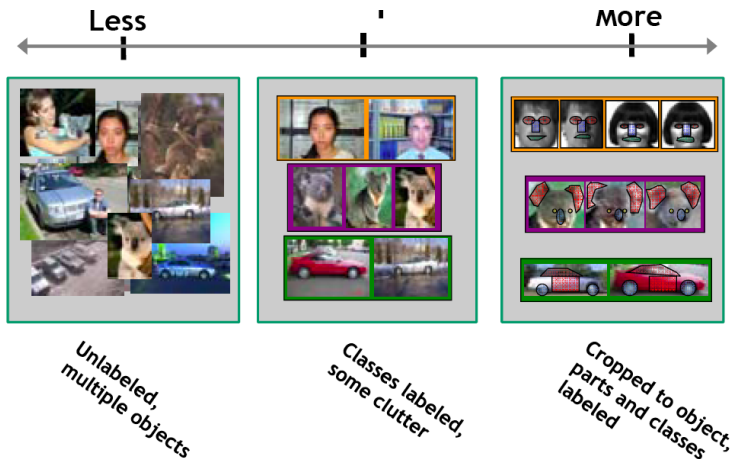 Less
More
Unlabeled,
multiple objects
Classes labeled,
some clutter
Cropped to object,
parts and classes
labeled